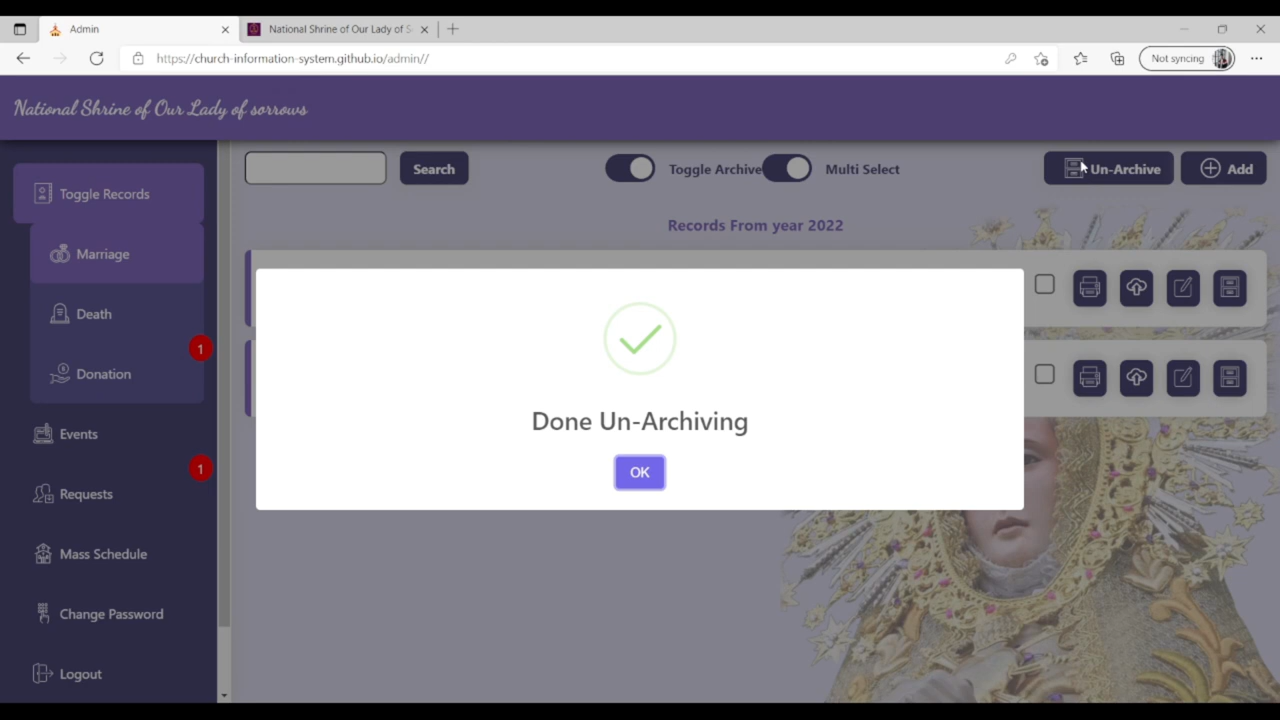 Admin
National Shrine of Our Lady of S
https://church-information-system.github.io/admin//
Not syncing
National Shrine of Our Lady of sorrows
Toggle Records
Marriage
Death
1
Donation
Events
1
Requests
Mass Schedule
Change Password
Logout
Search
Toggle Archive
Multi Select
Un-Archive
Add
Records From year 2022
Done Un-Archiving
OK